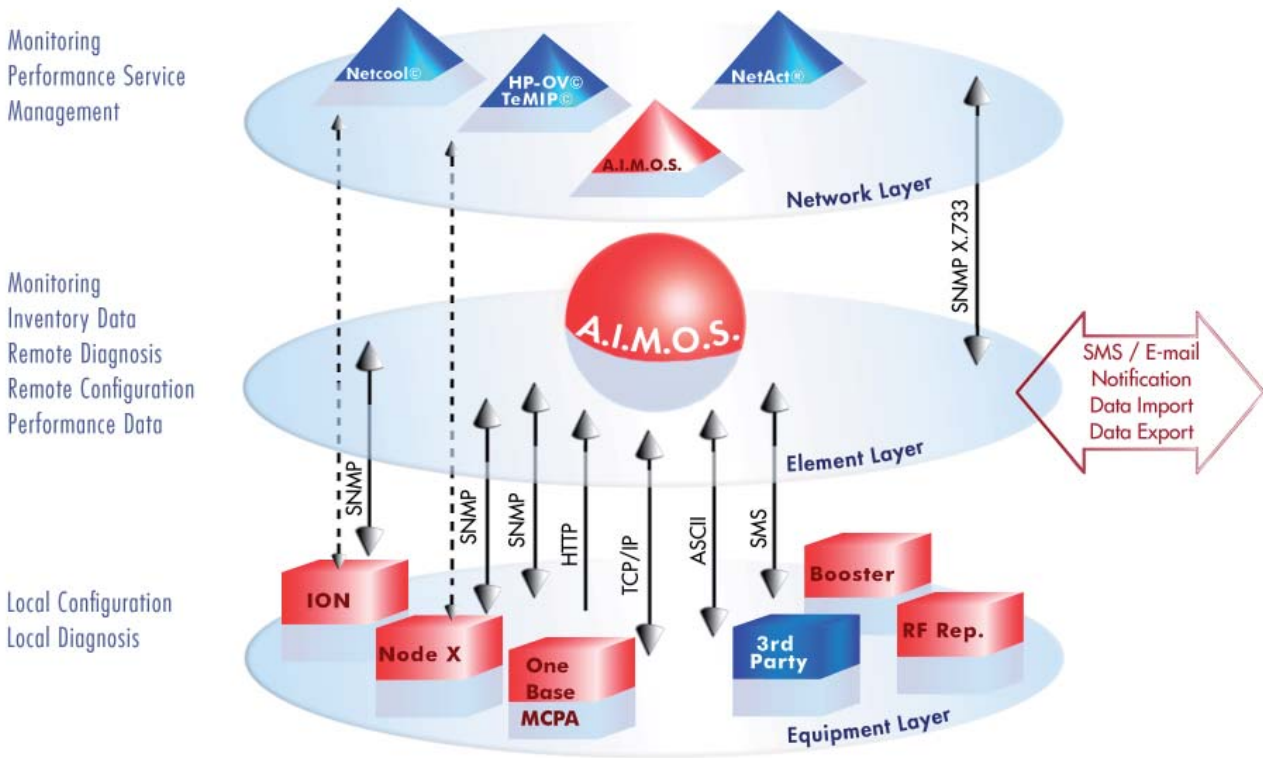 Monitoring
Performance Service
Management
Netcool©
HP-OV©
TeMIP©
NetAct®
A.I.M.O.S.
Network Layer
SNMP X.733
Monitoring
Inventory Data
Remote Diagnosis
Remote Configuration
Performance Data
A.I.M.O.S.
Element Layer
SMS / E-mail
Notification
Data Import
Data Export
SNMP
SNMP
SNMP
HTTP
TCP/IP
ASCII
SMS
Local Configuration
Local Diagnosis
ION
Node X
One
Base
MCPA
3rd
Party
Booster
RF Rep.
Equipment Layer